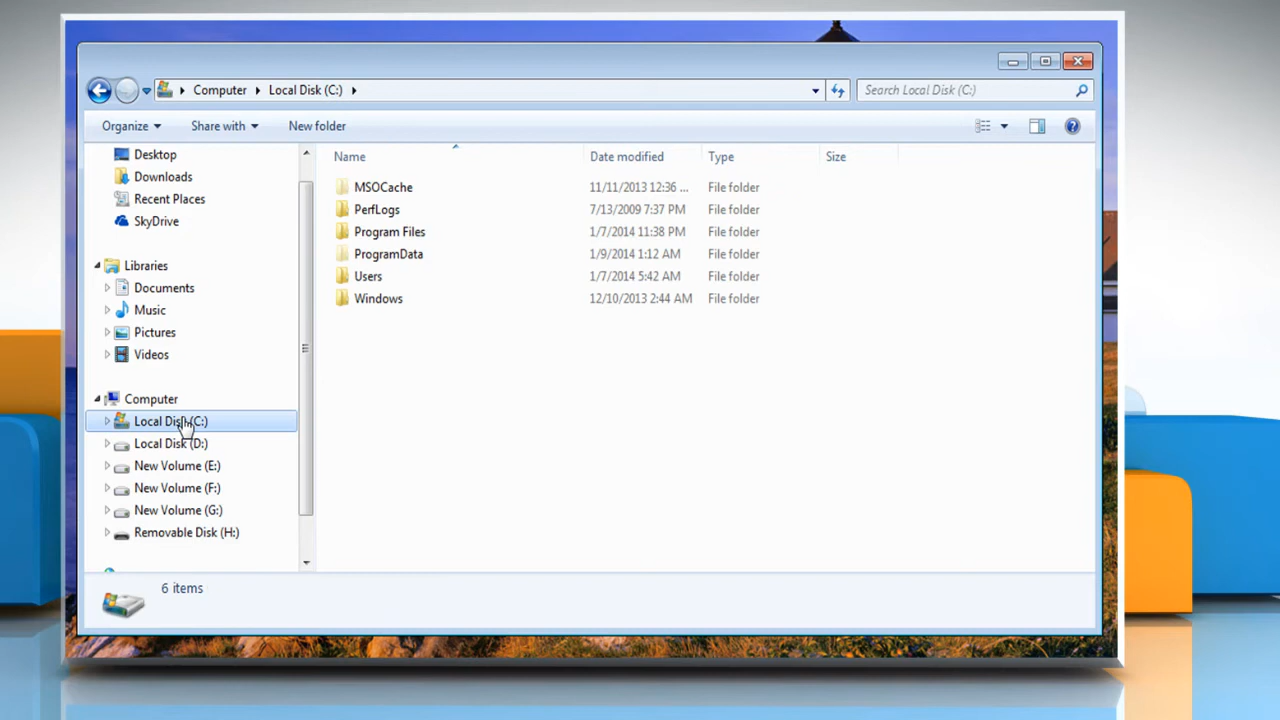 Computer Local Disk (C:)
Search Local Disk (C:)
Organize Share with New folder
Desktop
Downloads
Recent Places
SkyDrive
Libraries
Documents
Music
Pictures
Videos
Computer
Local Disk (C:)
Local Disk (D:)
New Volume (E:)
New Volume (F:)
New Volume (G:)
Removable Disk (H:)
Name Date modified Type Size
MSOCache 11/11/2013 12:36 ... File folder
PerfLogs 7/13/2009 7:37 PM File folder
Program Files 1/7/2014 11:38 PM File folder
ProgramData 1/9/2014 1:12 AM File folder
Users 1/7/2014 5:42 AM File folder
Windows 12/10/2013 2:44 AM File folder
6 items